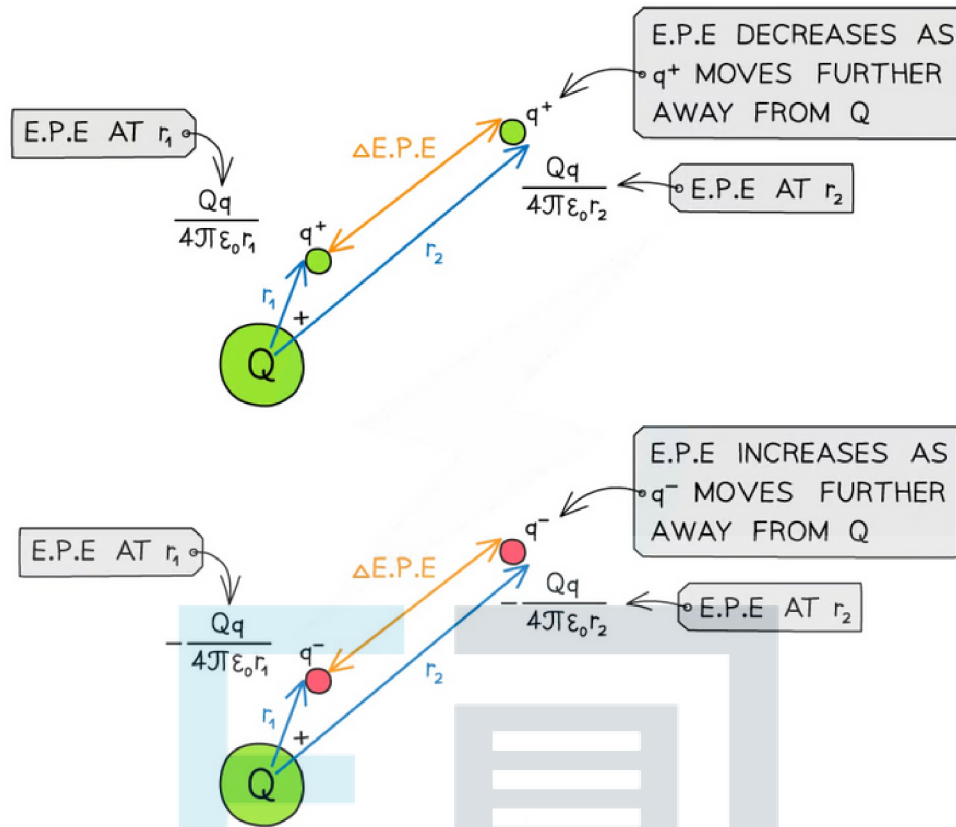 E.P.E DECREASES AS
q⁺ MOVES FURTHER
AWAY FROM Q
E.P.E AT r₁
q⁺
ΔE.P.E
Qq
4πε₀r₂
E.P.E AT r₂
Qq
4πε₀r₁
q⁺
r₂
r₁
+
Q
E.P.E INCREASES AS
q⁻ MOVES FURTHER
AWAY FROM Q
E.P.E AT r₁
q⁻
ΔE.P.E
- Qq
4πε₀r₂
E.P.E AT r₂
- Qq
4πε₀r₁
q⁻
r₂
r₁
+
Q